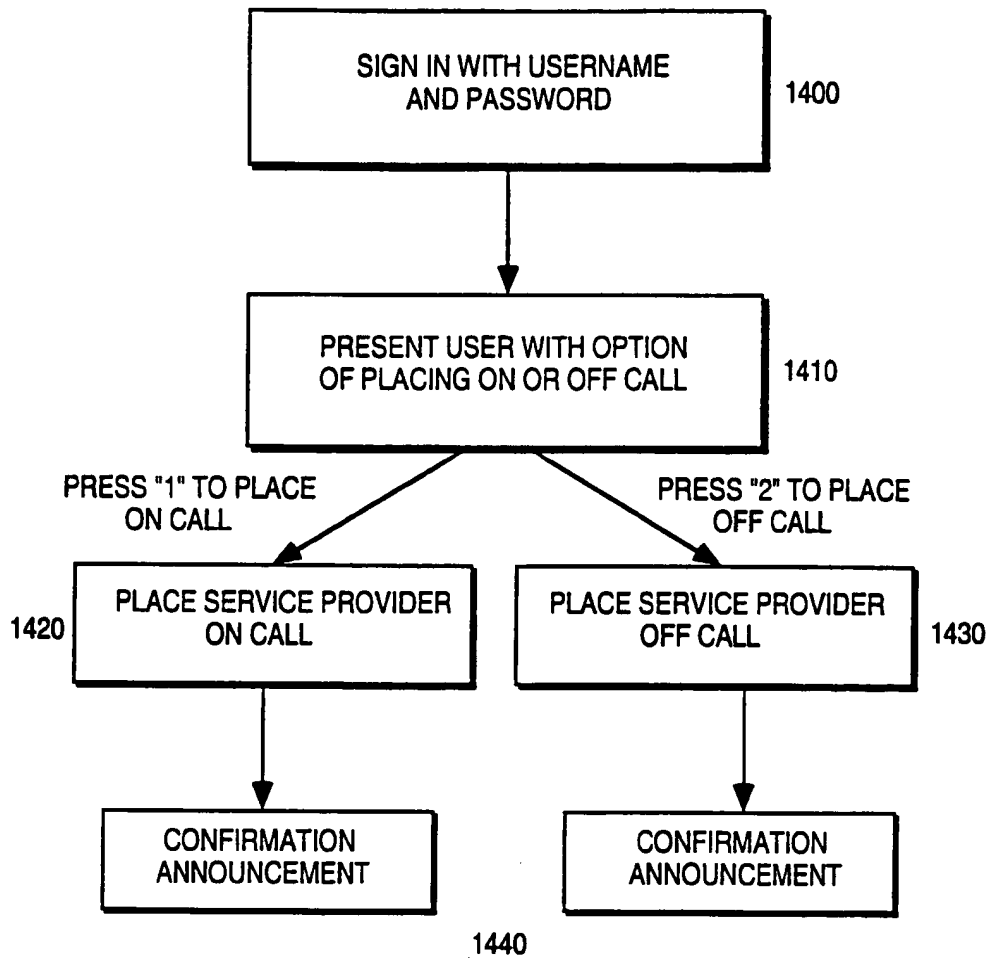 SIGN IN WITH USERNAME
AND PASSWORD
1400
PRESENT USER WITH OPTION
OF PLACING ON OR OFF CALL
1410
PRESS "1" TO PLACE
ON CALL
PRESS "2" TO PLACE
OFF CALL
1420
PLACE SERVICE PROVIDER
ON CALL
PLACE SERVICE PROVIDER
OFF CALL
1430
CONFIRMATION
ANNOUNCEMENT
CONFIRMATION
ANNOUNCEMENT
1440